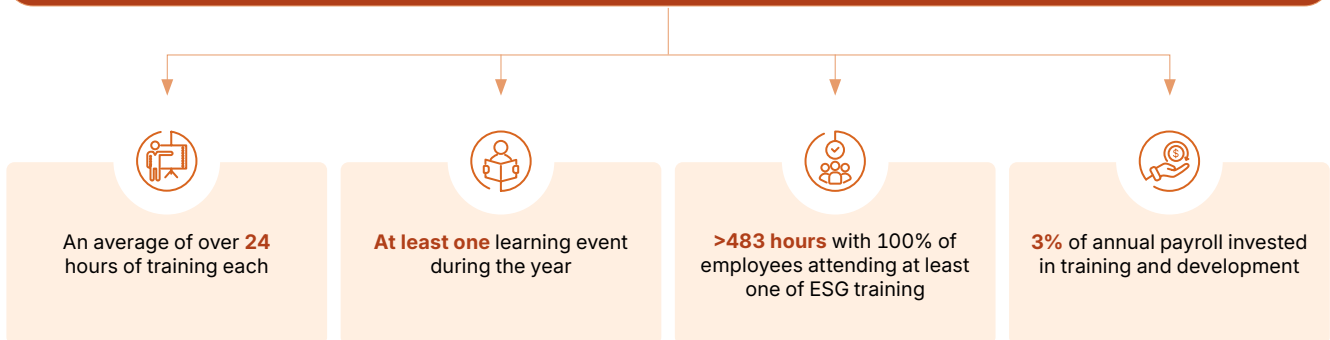 An average of over 24
hours of training each
At least one learning event
during the year
>483 hours with 100% of
employees attending at least
one of ESG training
3% of annual payroll invested
in training and development